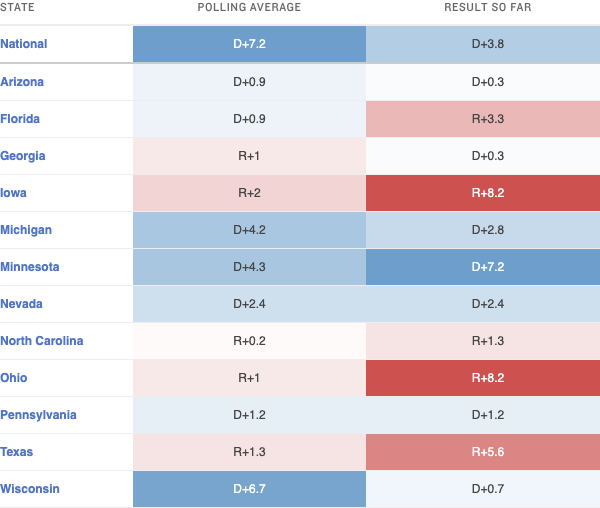 STATE POLLING AVERAGE RESULT SO FAR
National D+7.2 D+3.8
Arizona D+0.9 D+0.3
Florida D+0.9 R+3.3
Georgia R+1 D+0.3
Iowa R+2 R+8.2
Michigan D+4.2 D+2.8
Minnesota D+4.3 D+7.2
Nevada D+2.4 D+2.4
North Carolina R+0.2 R+1.3
Ohio R+1 R+8.2
Pennsylvania D+1.2 D+1.2
Texas R+1.3 R+5.6
Wisconsin D+6.7 D+0.7